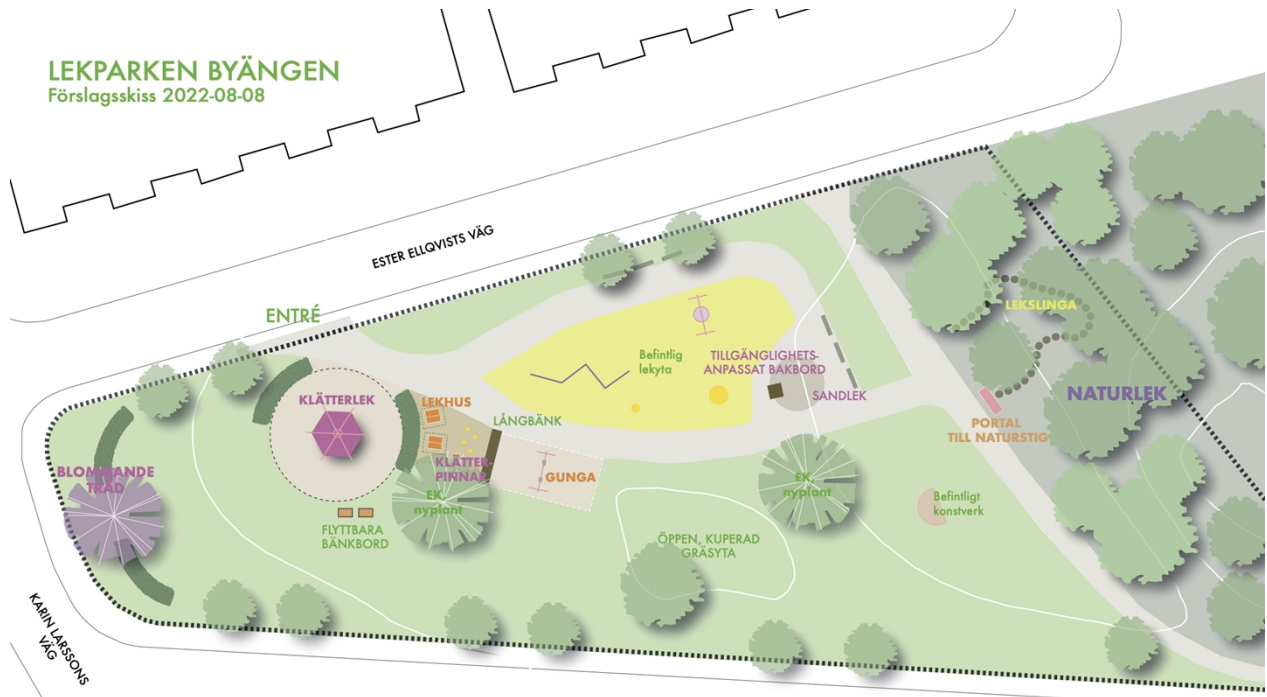 LEKPARKEN BYÄNGEN
Förslagsskiss 2022-08-08
ESTER ELLQVISTS VÄG
ENTRÉ
LEKSLINGA
Befintlig
lekyta
TILLGÄNGLIGHETS-
ANPASSAT BAKBORD
SANDLEK
NATURLEK
KLÄTTERLEK
LEKHUS
LÅNGBÄNK
PORTAL
TILL NATURSTIG
KLÄTTER-
PINNAR
GUNGA
BLOMMANDE
TRÄD
EK,
nyplant
EK,
nyplant
Befintligt
konstverk
FLYTTBARA
BÄNKBORD
ÖPPEN, KUPERAD
GRÄSYTA
KARIN LARSSONS
VÄG